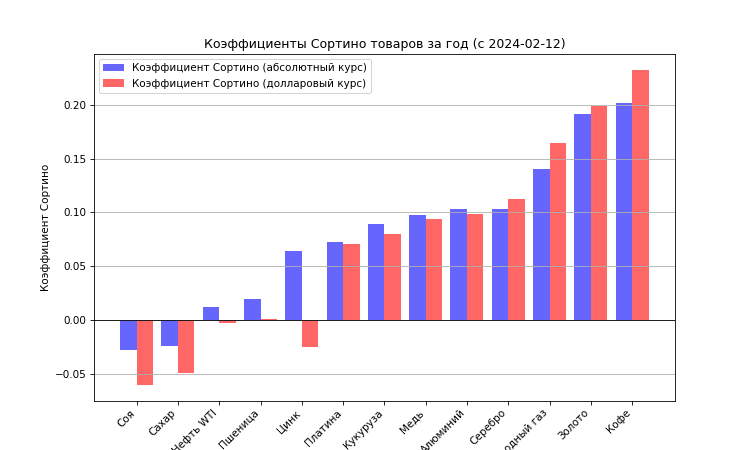 Коэффициенты Сортино товаров за год (с 2024-02-12)
Коэффициент Сортино (абсолютный курс)
Коэффициент Сортино (долларовый курс)
Коэффициент Сортино
0.20
0.15
0.10
0.05
0.00
−0.05
Соя
Сахар
Нефть WTI
Пшеница
Цинк
Платина
Кукуруза
Медь
Алюминий
Серебро
одный газ
Золото
Кофе